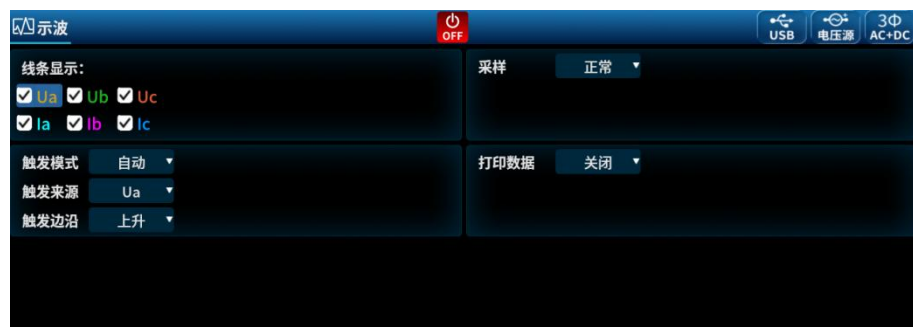 示波
OFF
USB
电压源
3Φ
AC+DC
线条显示：
Ua Ub Uc
Ia Ib Ic
采样 正常
触发模式 自动
触发来源 Ua
触发边沿 上升
打印数据 关闭